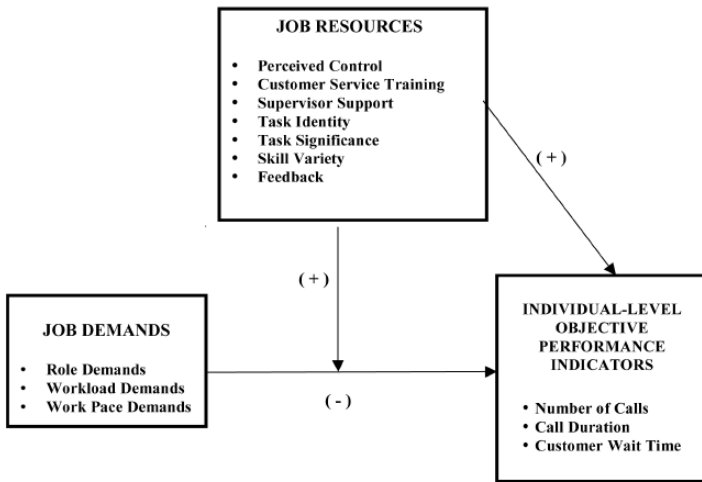 JOB RESOURCES
• Perceived Control
• Customer Service Training
• Supervisor Support
• Task Identity
• Task Significance
• Skill Variety
• Feedback
( + )
( + )
JOB DEMANDS
• Role Demands
• Workload Demands
• Work Pace Demands
( - )
INDIVIDUAL-LEVEL
OBJECTIVE
PERFORMANCE
INDICATORS
• Number of Calls
• Call Duration
• Customer Wait Time